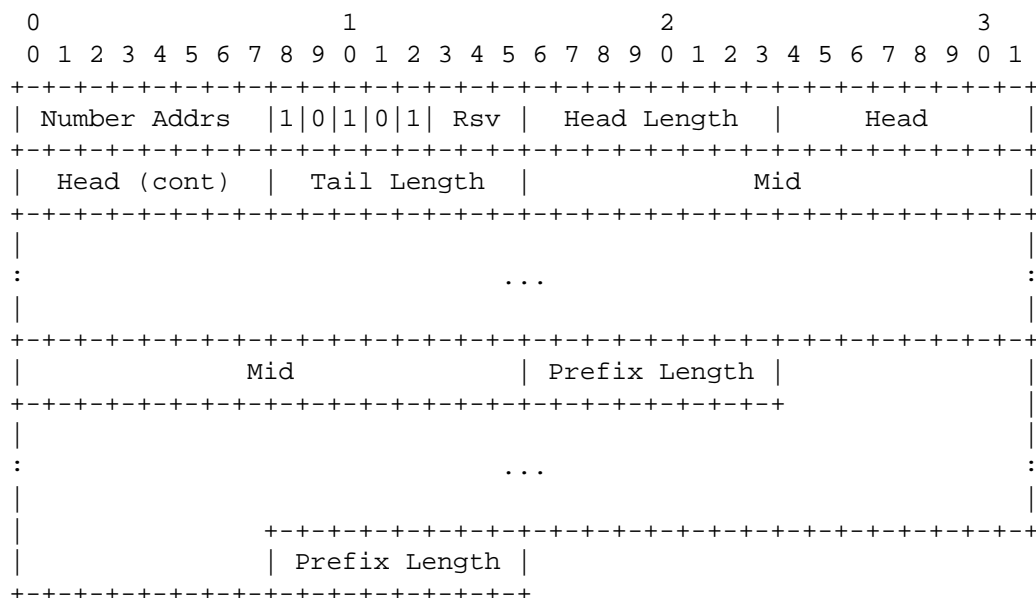 0                   1                   2                   3
 0 1 2 3 4 5 6 7 8 9 0 1 2 3 4 5 6 7 8 9 0 1 2 3 4 5 6 7 8 9 0 1
+-+-+-+-+-+-+-+-+-+-+-+-+-+-+-+-+-+-+-+-+-+-+-+-+-+-+-+-+-+-+-+-+
| Number Addrs  |1|0|1|0|1| Rsv |  Head Length  |     Head      |
+-+-+-+-+-+-+-+-+-+-+-+-+-+-+-+-+-+-+-+-+-+-+-+-+-+-+-+-+-+-+-+-+
|  Head (cont)  |  Tail Length  |              Mid              |
+-+-+-+-+-+-+-+-+-+-+-+-+-+-+-+-+-+-+-+-+-+-+-+-+-+-+-+-+-+-+-+-+
|                                                               |
:                              ...                              :
|                                                               |
+-+-+-+-+-+-+-+-+-+-+-+-+-+-+-+-+-+-+-+-+-+-+-+-+-+-+-+-+-+-+-+-+
|              Mid              | Prefix Length |               |
+-+-+-+-+-+-+-+-+-+-+-+-+-+-+-+-+-+-+-+-+-+-+-+-+               |
|                                                               |
:                              ...                              :
|                                                               |
|               +-+-+-+-+-+-+-+-+-+-+-+-+-+-+-+-+-+-+-+-+-+-+-+-+
|               | Prefix Length |
+-+-+-+-+-+-+-+-+-+-+-+-+-+-+-+-+